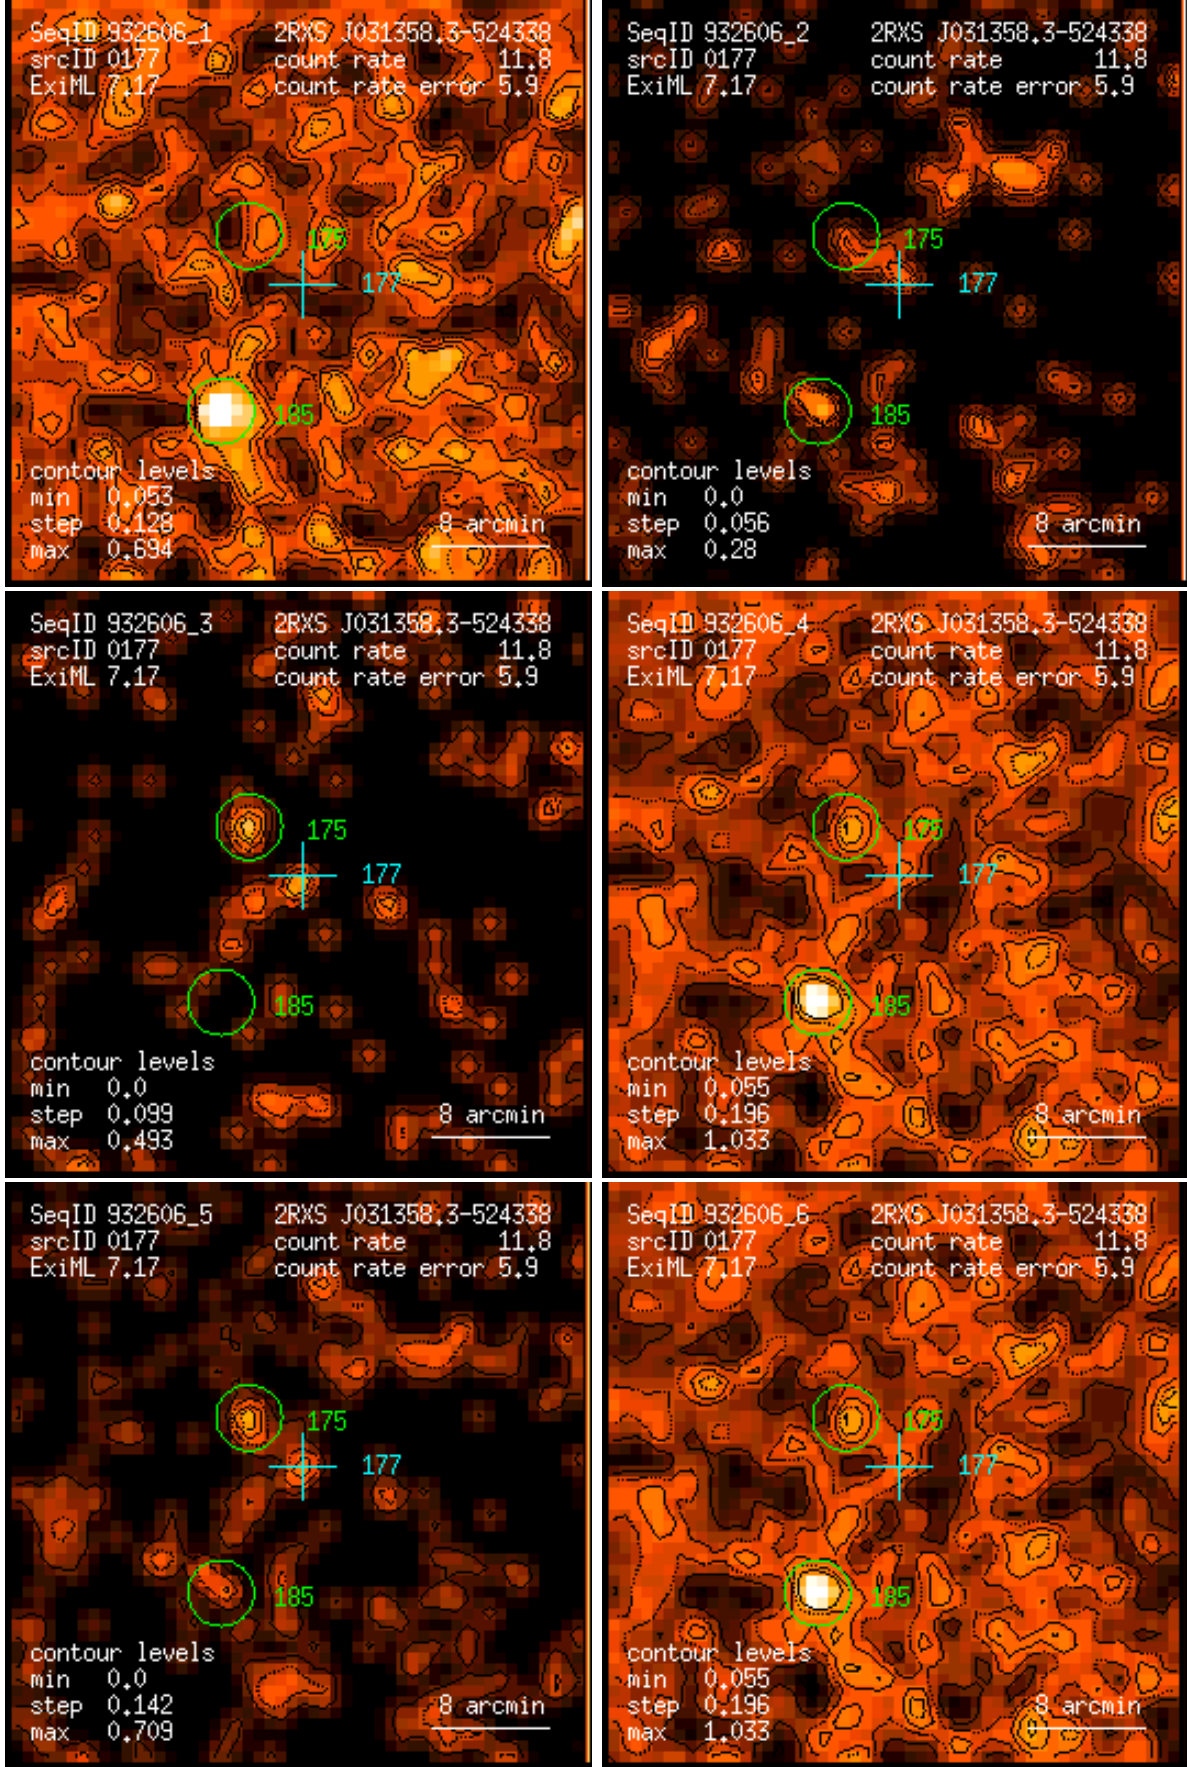 SeqID 932606_1 2RXS J031358.3-524338
srcID 0177 count rate 11.8
ExiML 7.17 count rate error 5.9
175
177
185
contour levels
min 0.053
step 0.128
max 0.694
8 arcmin
SeqID 932606_2 2RXS J031358.3-524338
srcID 0177 count rate 11.8
ExiML 7.17 count rate error 5.9
175
177
185
contour levels
min 0.0
step 0.056
max 0.28
8 arcmin
SeqID 932606_3 2RXS J031358.3-524338
srcID 0177 count rate 11.8
ExiML 7.17 count rate error 5.9
175
177
185
contour levels
min 0.0
step 0.099
max 0.493
8 arcmin
SeqID 932606_4 2RXS J031358.3-524338
srcID 0177 count rate 11.8
ExiML 7.17 count rate error 5.9
175
177
185
contour levels
min 0.055
step 0.196
max 1.033
8 arcmin
SeqID 932606_5 2RXS J031358.3-524338
srcID 0177 count rate 11.8
ExiML 7.17 count rate error 5.9
175
177
185
contour levels
min 0.0
step 0.142
max 0.709
8 arcmin
SeqID 932606_6 2RXS J031358.3-524338
srcID 0177 count rate 11.8
ExiML 7.17 count rate error 5.9
175
177
185
contour levels
min 0.055
step 0.196
max 1.033
8 arcmin